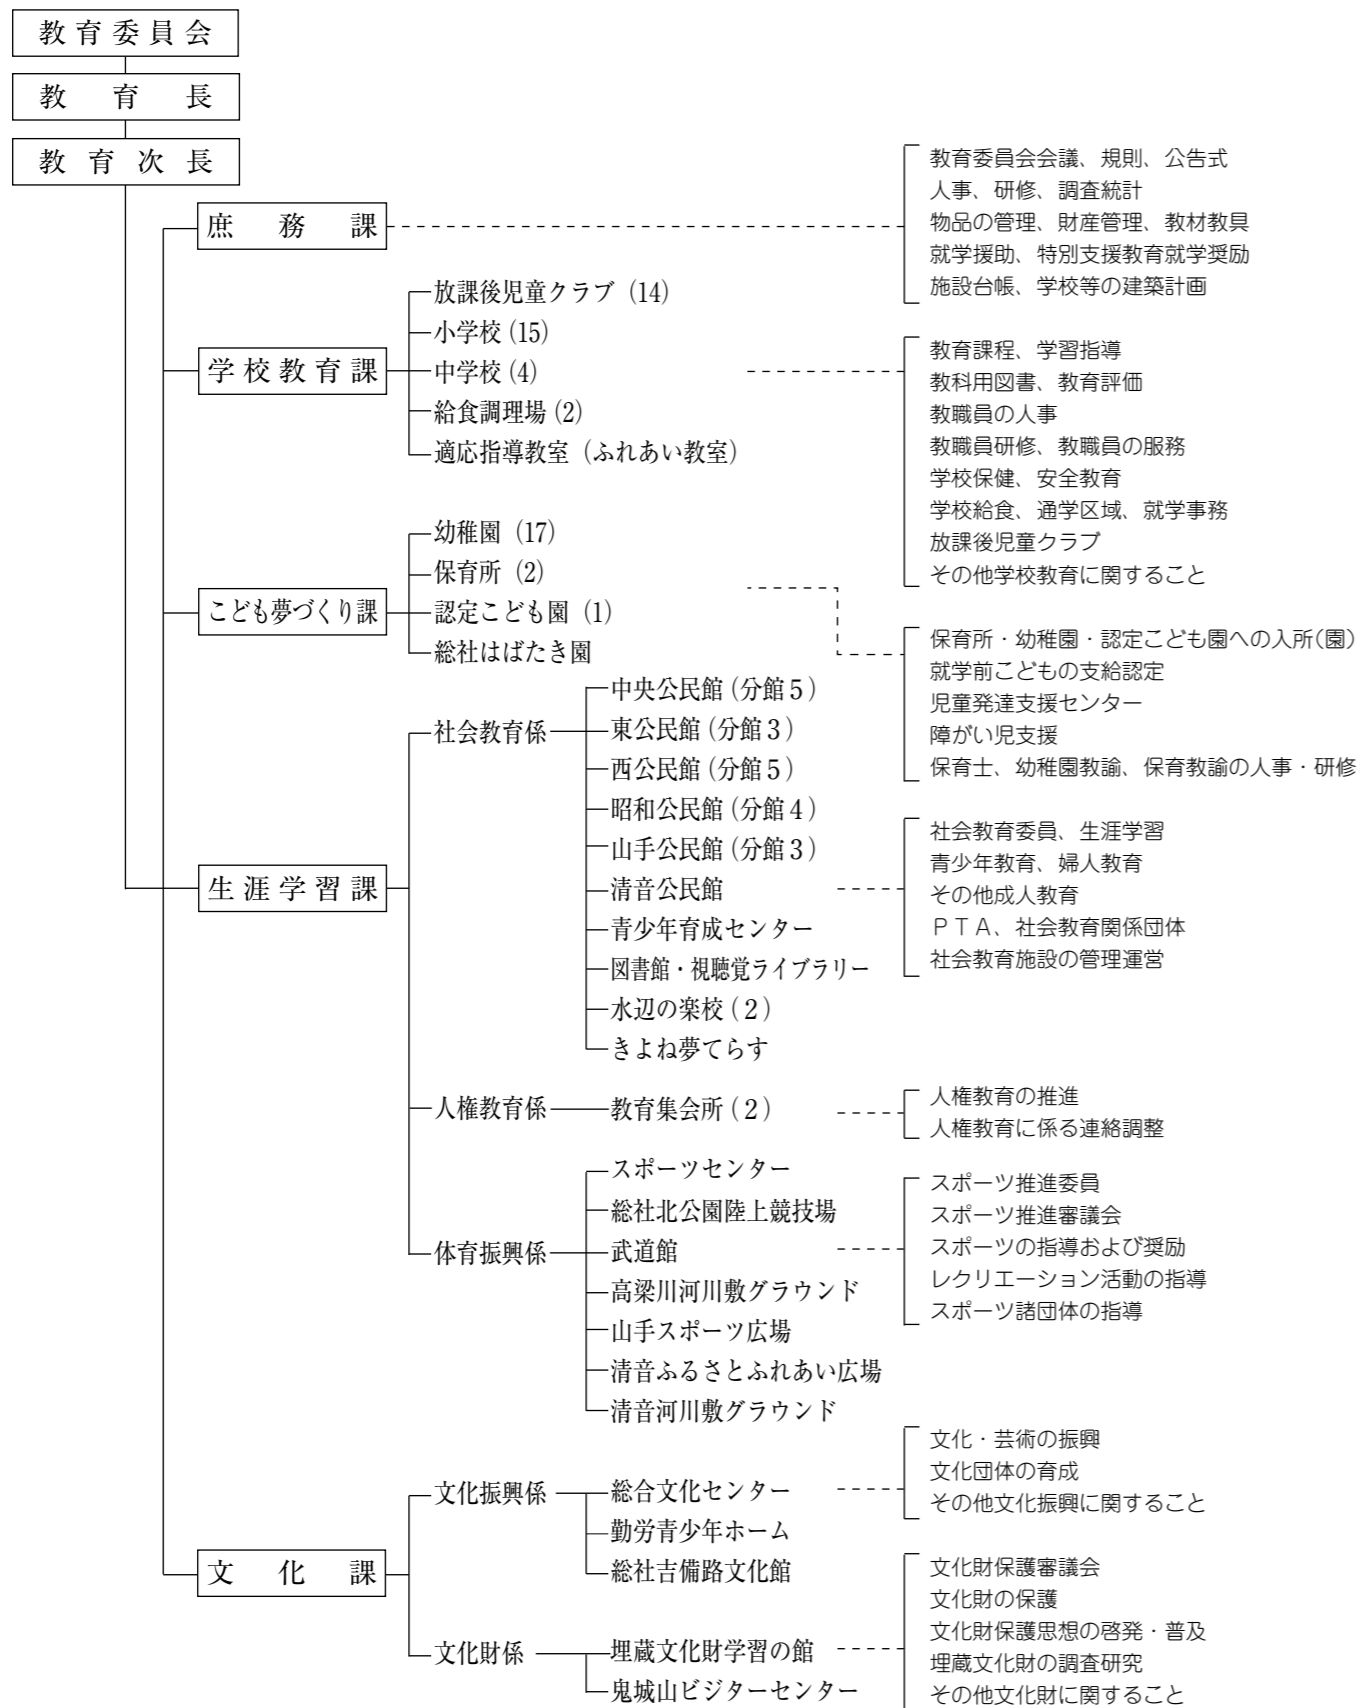 教育委員会
教育長
教育次長
庶務課
教育委員会会議、規則、公告式
人事、研修、調査統計
物品の管理、財産管理、教材教具
就学援助、特別支援教育就学奨励
施設台帳、学校等の建築計画
学校教育課
放課後児童クラブ (14)
小学校 (15)
中学校 (4)
給食調理場 (2)
適応指導教室 (ふれあい教室)
教育課程、学習指導
教科用図書、教育評価
教職員の人事
教職員研修、教職員の服務
学校保健、安全教育
学校給食、通学区域、就学事務
放課後児童クラブ
その他学校教育に関すること
こども夢づくり課
幼稚園 (17)
保育所 (2)
認定こども園 (1)
総社はばたき園
保育所・幼稚園・認定こども園への入所(園)
就学前こどもの支給認定
児童発達支援センター
障がい児支援
保育士、幼稚園教諭、保育教諭の人事・研修
生涯学習課
社会教育係
中央公民館 (分館5)
東公民館 (分館3)
西公民館 (分館5)
昭和公民館 (分館4)
山手公民館 (分館3)
清音公民館
青少年育成センター
図書館・視聴覚ライブラリー
水辺の楽校 (2)
きよね夢てらす
社会教育委員、生涯学習
青少年教育、婦人教育
その他成人教育
PTA、社会教育関係団体
社会教育施設の管理運営
人権教育係
教育集会所 (2)
人権教育の推進
人権教育に係る連絡調整
体育振興係
スポーツセンター
総社北公園陸上競技場
武道館
高梁川河川敷グラウンド
山手スポーツ広場
清音ふるさとふれあい広場
清音河川敷グラウンド
スポーツ推進委員
スポーツ推進審議会
スポーツの指導および奨励
レクリエーション活動の指導
スポーツ諸団体の指導
文化課
文化振興係
総合文化センター
勤労青少年ホーム
総社吉備路文化館
文化・芸術の振興
文化団体の育成
その他文化振興に関すること
文化財係
埋蔵文化財学習の館
鬼城山ビジターセンター
文化財保護審議会
文化財の保護
文化財保護思想の啓発・普及
埋蔵文化財の調査研究
その他文化財に関すること